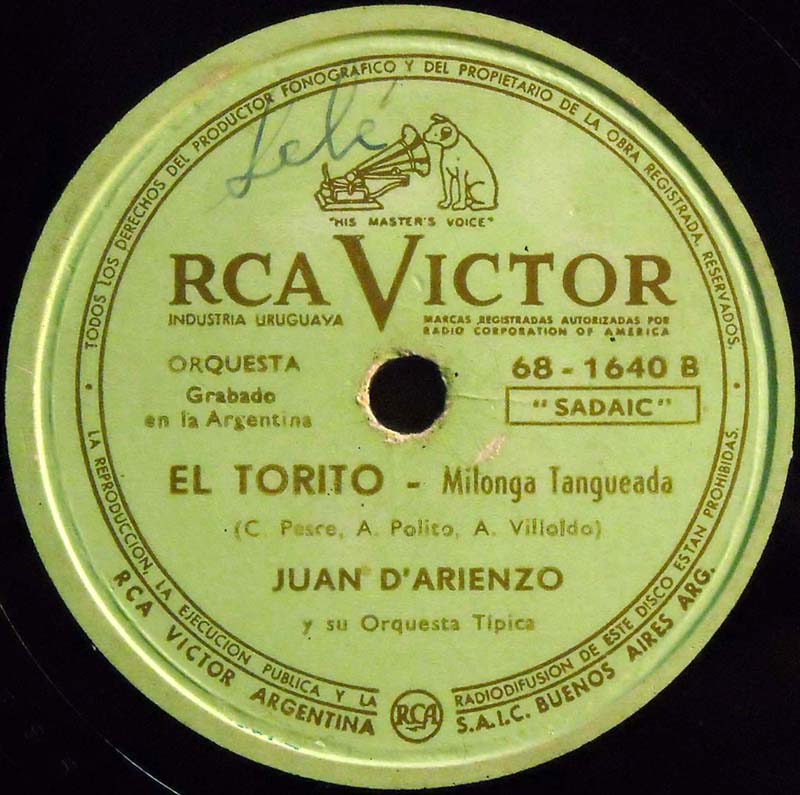 TODOS LOS DERECHOS DEL PRODUCTOR FONOGRAFICO Y DEL PROPIETARIO DE LA OBRA REGISTRADA, RESERVADOS.
Lelé
"HIS MASTER'S VOICE"
RCA VICTOR
INDUSTRIA URUGUAYA
MARCAS REGISTRADAS AUTORIZADAS POR
RADIO CORPORATION OF AMERICA
ORQUESTA
68 - 1640 B
Grabado
en la Argentina
"SADAIC"
EL TORITO - Milonga Tangueada
(C. Pesce, A. Polito, A. Villoldo)
JUAN D'ARIENZO
y su Orquesta Típica
LA REPRODUCCION, LA EJECUCION PUBLICA Y LA RADIODIFUSION DE ESTE DISCO ESTAN PROHIBIDAS.
RCA VICTOR ARGENTINA RCA S.A.I.C. BUENOS AIRES ARG.